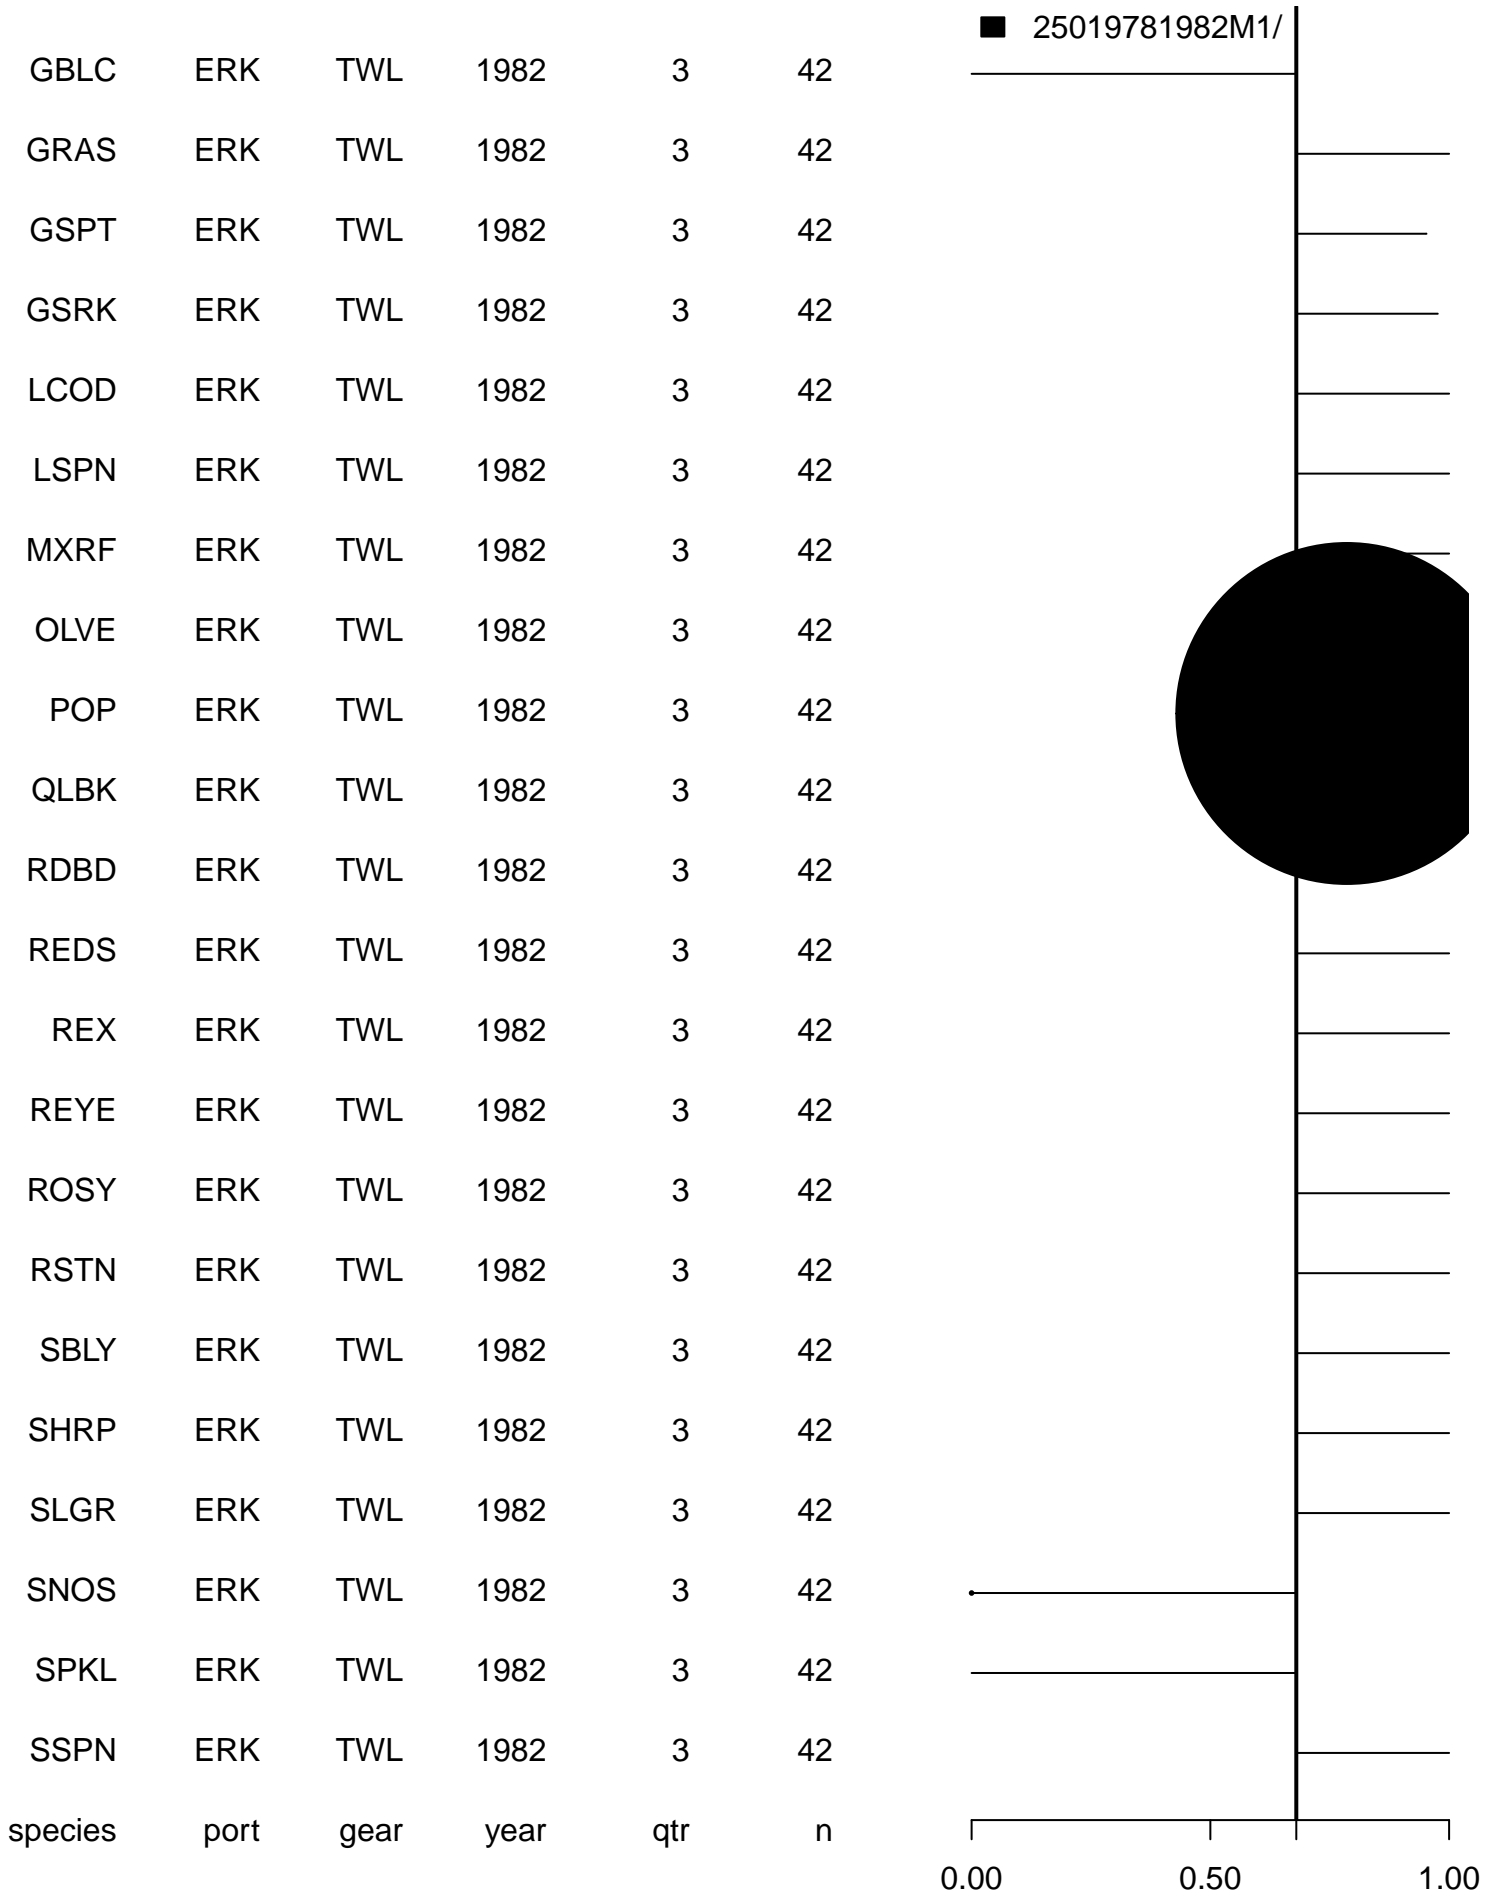 25019781982M1/
GBLC ERK TWL 1982 3 42
GRAS ERK TWL 1982 3 42
GSPT ERK TWL 1982 3 42
GSRK ERK TWL 1982 3 42
LCOD ERK TWL 1982 3 42
LSPN ERK TWL 1982 3 42
MXRF ERK TWL 1982 3 42
OLVE ERK TWL 1982 3 42
POP ERK TWL 1982 3 42
QLBK ERK TWL 1982 3 42
RDBD ERK TWL 1982 3 42
REDS ERK TWL 1982 3 42
REX ERK TWL 1982 3 42
REYE ERK TWL 1982 3 42
ROSY ERK TWL 1982 3 42
RSTN ERK TWL 1982 3 42
SBLY ERK TWL 1982 3 42
SHRP ERK TWL 1982 3 42
SLGR ERK TWL 1982 3 42
SNOS ERK TWL 1982 3 42
SPKL ERK TWL 1982 3 42
SSPN ERK TWL 1982 3 42
species port gear year qtr n
0.00 0.50 1.00